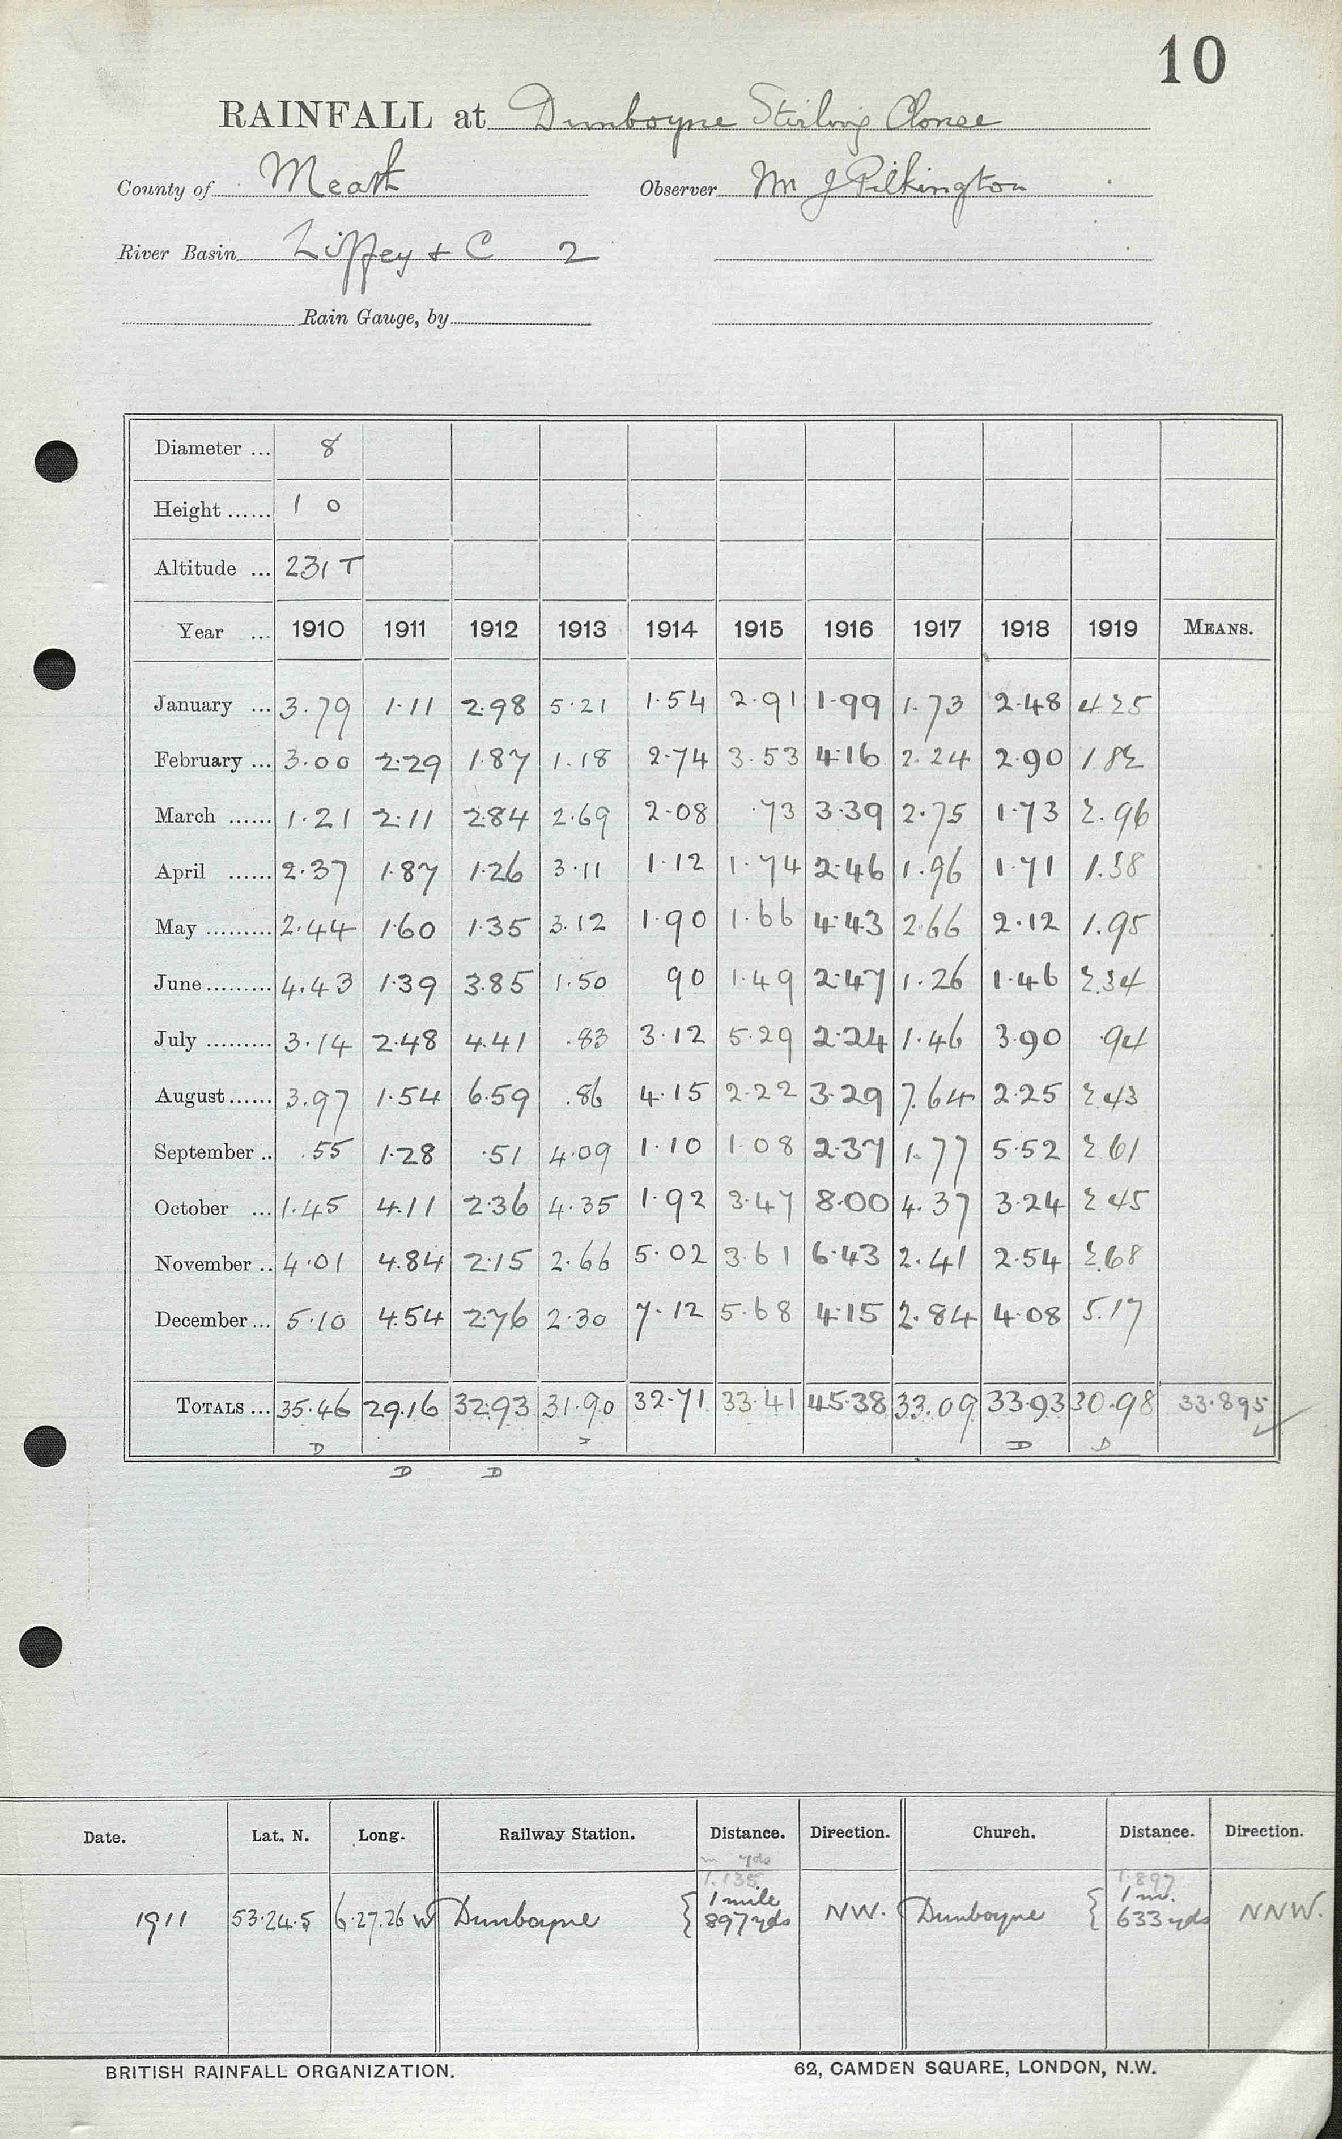 10
RAINFALL at Dunboyne Stirling Clonee
County of Meath Observer Mr J Pilkington
River Basin Liffey + C 2
Rain Gauge, by
Diameter ... 8
Height ...... 1 0
Altitude ... 231 T
Year ... 1910 1911 1912 1913 1914 1915 1916 1917 1918 1919 MEANS.
January ... 3.79 1.11 2.98 5.21 1.54 2.91 1.99 1.73 2.48 4 25
February ... 3.00 2.29 1.87 1.18 2.74 3.53 4.16 2.24 2.90 1 82
March ...... 1.21 2.11 2.84 2.69 2.08 .73 3.39 2.75 1.73 2.96
April ...... 2.37 1.87 1.26 3.11 1.12 1.74 2.46 1.96 1.71 1.38
May ......... 2.44 1.60 1.35 3.12 1.90 1.66 4.43 2.66 2.12 1.95
June ......... 4.43 1.39 3.85 1.50 90 1.49 2.47 1.26 1.46 2.34
July ......... 3.14 2.48 4.41 .83 3.12 5.29 2.24 1.46 3.90 .94
August ...... 3.97 1.54 6.59 .86 4.15 2.22 3.29 7.64 2.25 2 43
September .. .55 1.28 .51 4.09 1.10 1.08 2.37 1.77 5.52 2 61
October ... 1.45 4.11 2.36 4.35 1.92 3.47 8.00 4.37 3.24 2 45
November .. 4.01 4.84 2.15 2.66 5.02 3.61 6.43 2.41 2.54 2.68
December ... 5.10 4.54 2.76 2.30 7.12 5.68 4.15 2.84 4.08 5.17
TOTALS ... 35.46 29.16 32.93 31.90 32.71 33.41 45.38 33.09 33.93 30.98 33.895
D D D
D D
Date. Lat. N. Long. Railway Station. Distance. Direction. Church. Distance. Direction.
m yds
1.135 1.897
1911 53.24.5 6.27.26 W Dunboyne { 1 mile 897 yds NW. Dunboyne { 1 m. 633 yds NNW.
BRITISH RAINFALL ORGANIZATION. 62, CAMDEN SQUARE, LONDON, N.W.